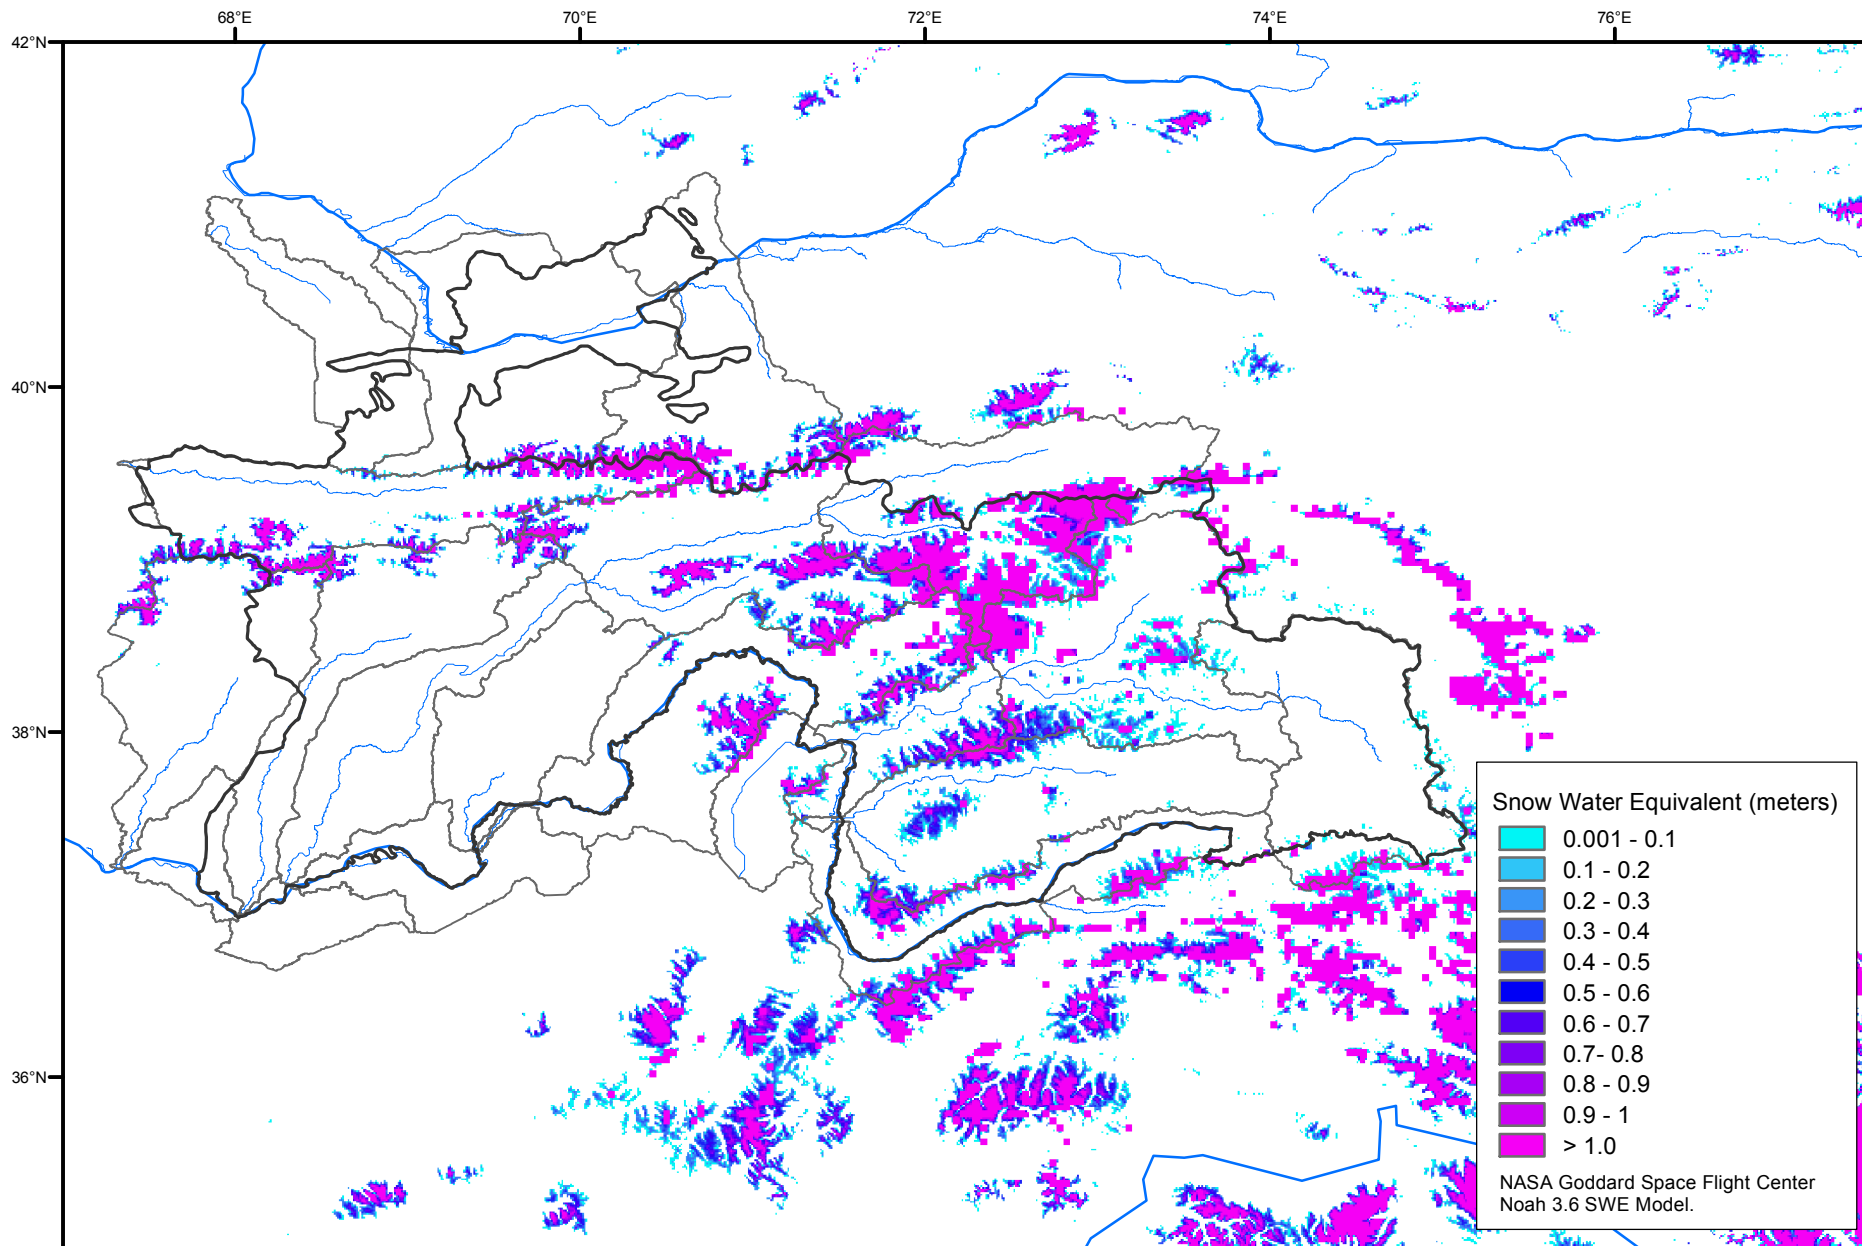 68°E
70°E
72°E
74°E
76°E
42°N
40°N
38°N
36°N
Snow Water Equivalent (meters)
0.001 - 0.1
0.1 - 0.2
0.2 - 0.3
0.3 - 0.4
0.4 - 0.5
0.5 - 0.6
0.6 - 0.7
0.7- 0.8
0.8 - 0.9
0.9 - 1
> 1.0
NASA Goddard Space Flight Center
Noah 3.6 SWE Model.